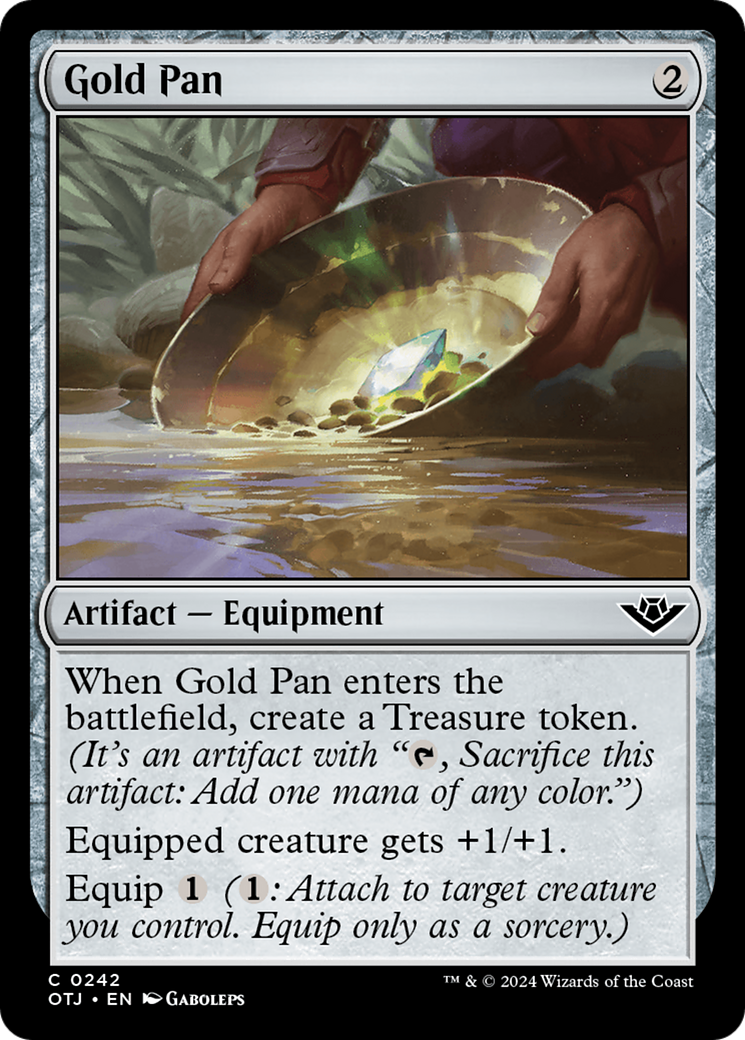 Gold Pan 2
Artifact — Equipment
When Gold Pan enters the
battlefield, create a Treasure token.
(It's an artifact with “, Sacrifice this
artifact: Add one mana of any color.”)
Equipped creature gets +1/+1.
Equip 1 (1: Attach to target creature
you control. Equip only as a sorcery.)
C 0242
OTJ • EN Gaboleps
™ & © 2024 Wizards of the Coast